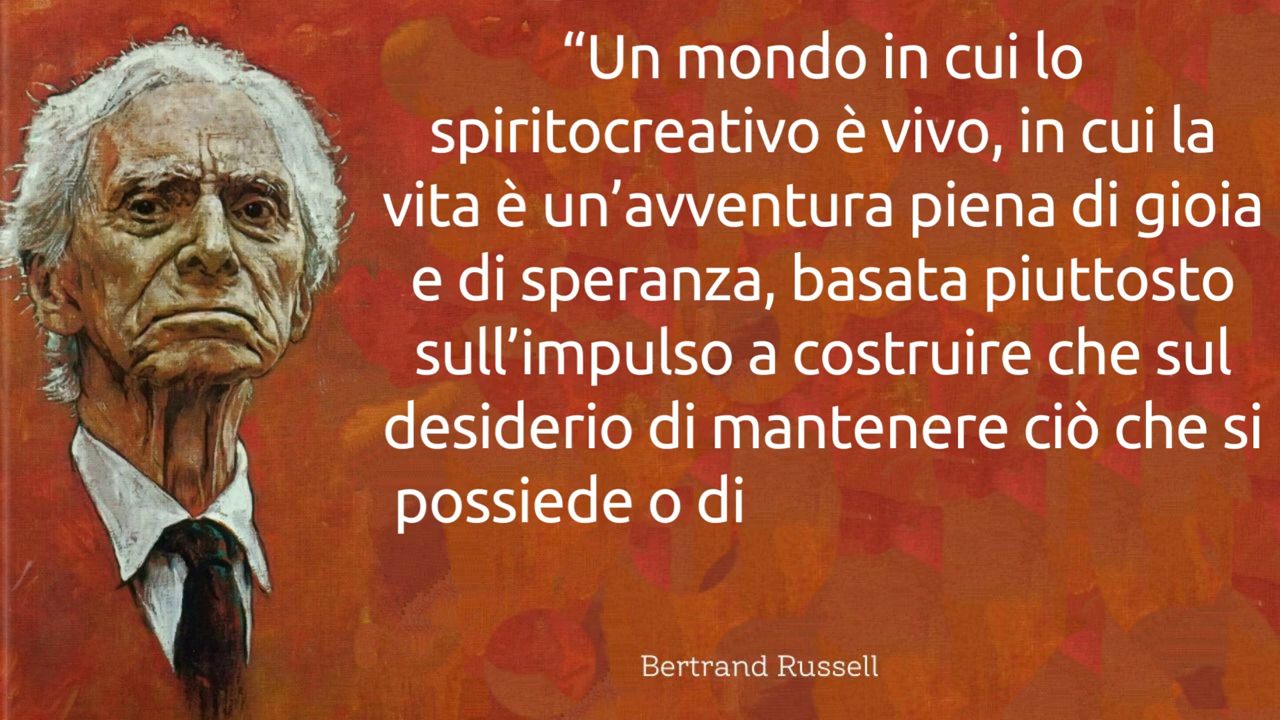 “Un mondo in cui lo
spiritocreativo è vivo, in cui la
vita è un’avventura piena di gioia
e di speranza, basata piuttosto
sull’impulso a costruire che sul
desiderio di mantenere ciò che si
possiede o di
Bertrand Russell